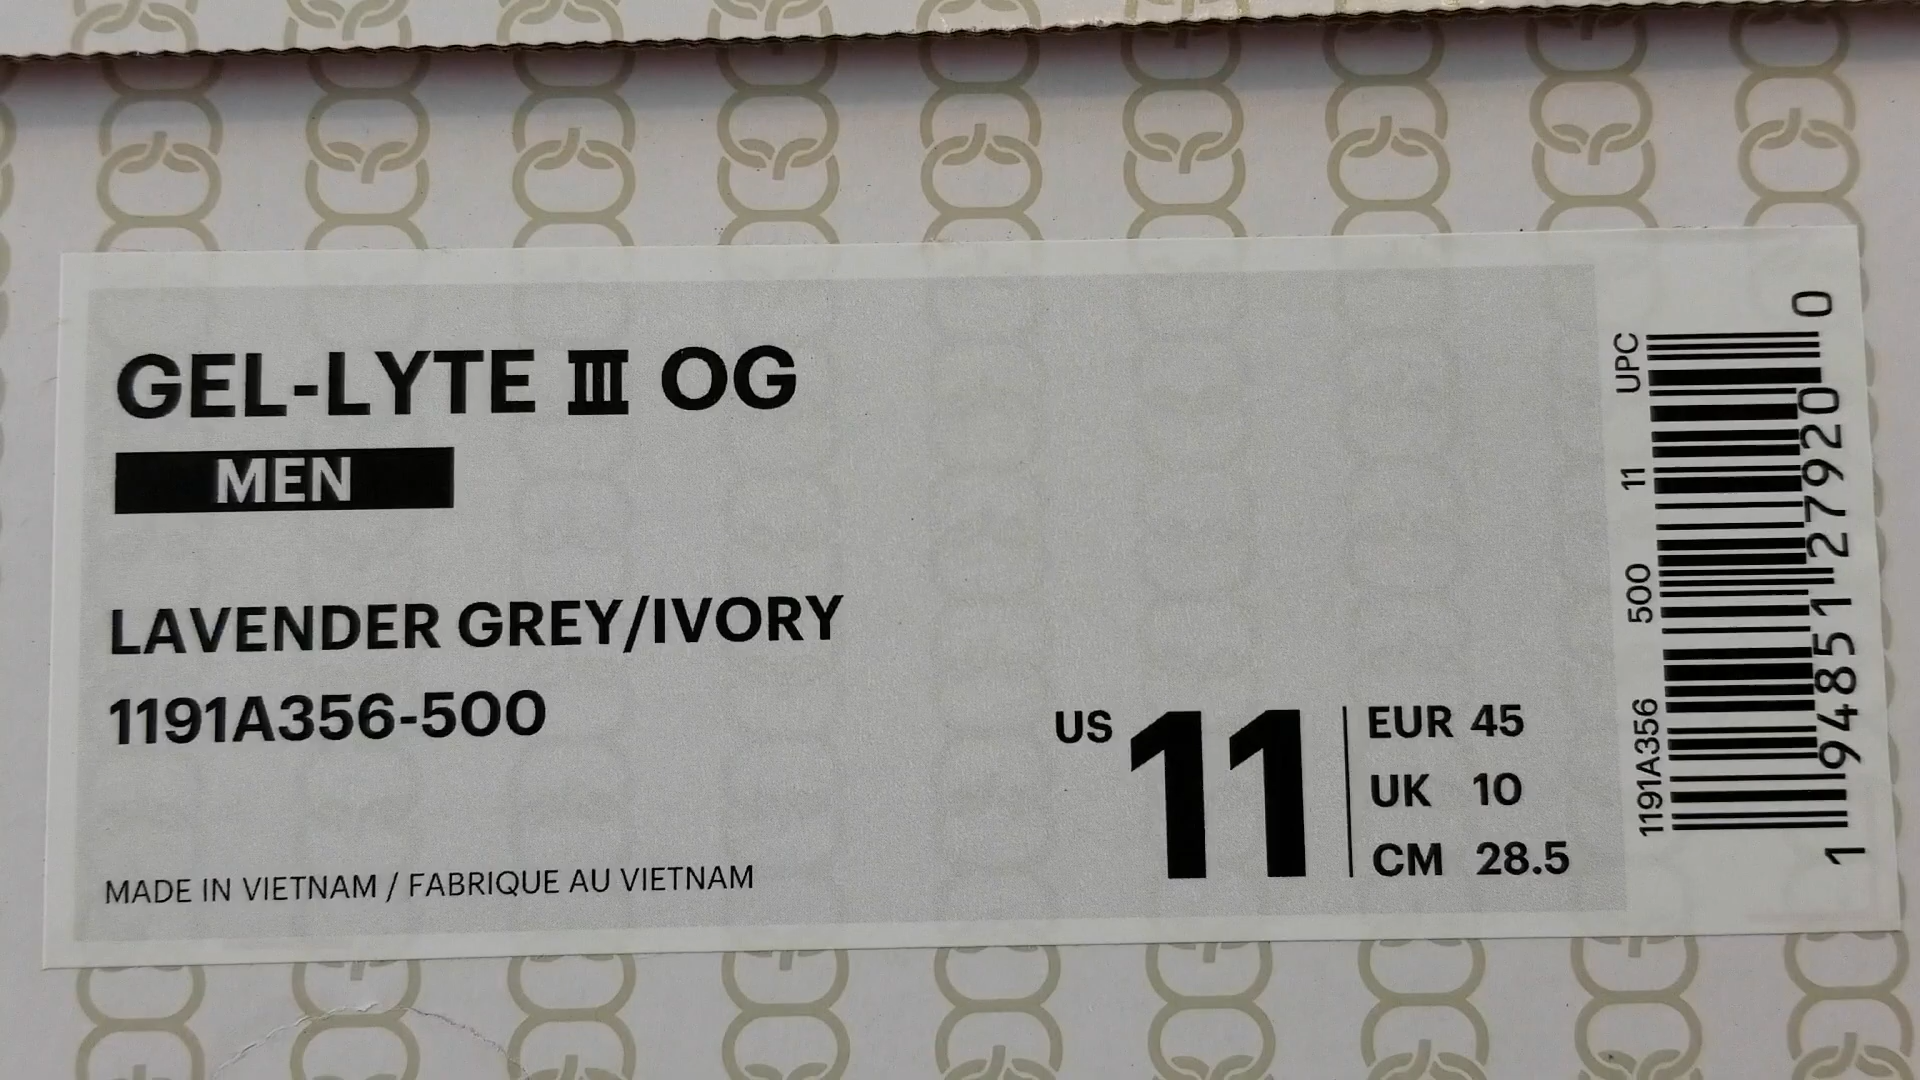 GEL-LYTE III OG
MEN
LAVENDER GREY/IVORY
1191A356-500
MADE IN VIETNAM / FABRIQUE AU VIETNAM
US 11
EUR 45
UK 10
CM 28.5
1191A356 500 11 UPC
1 94851 27920 0